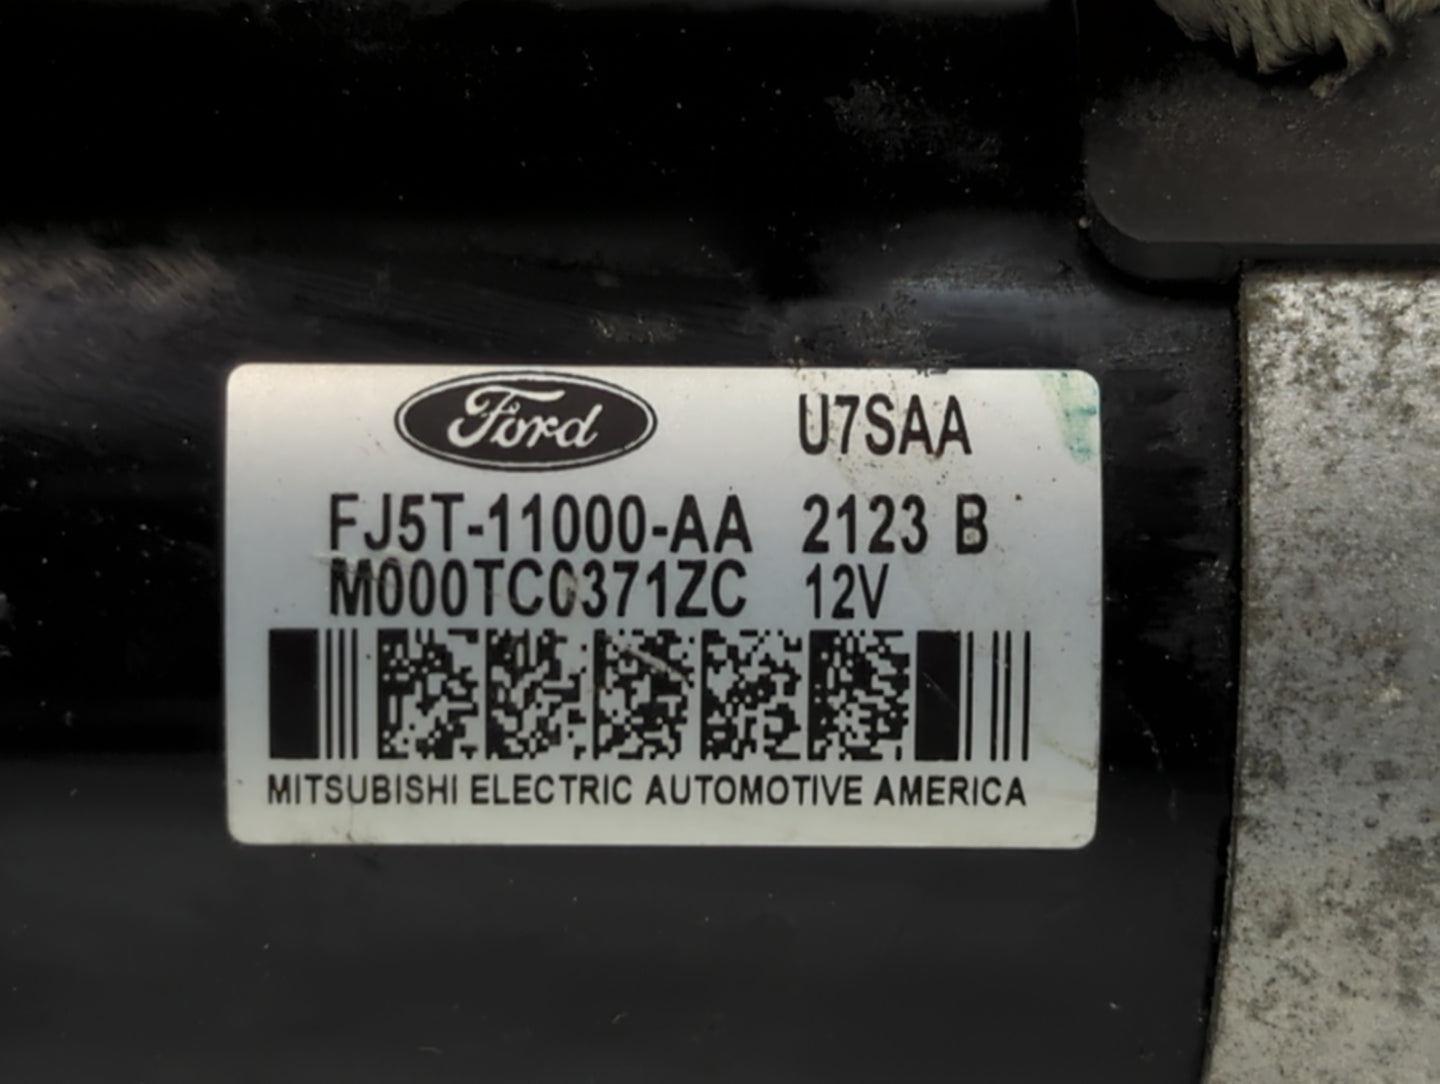 Ford U7SAA
FJ5T-11000-AA 2123 B
M000TC0371ZC 12V
MITSUBISHI ELECTRIC AUTOMOTIVE AMERICA